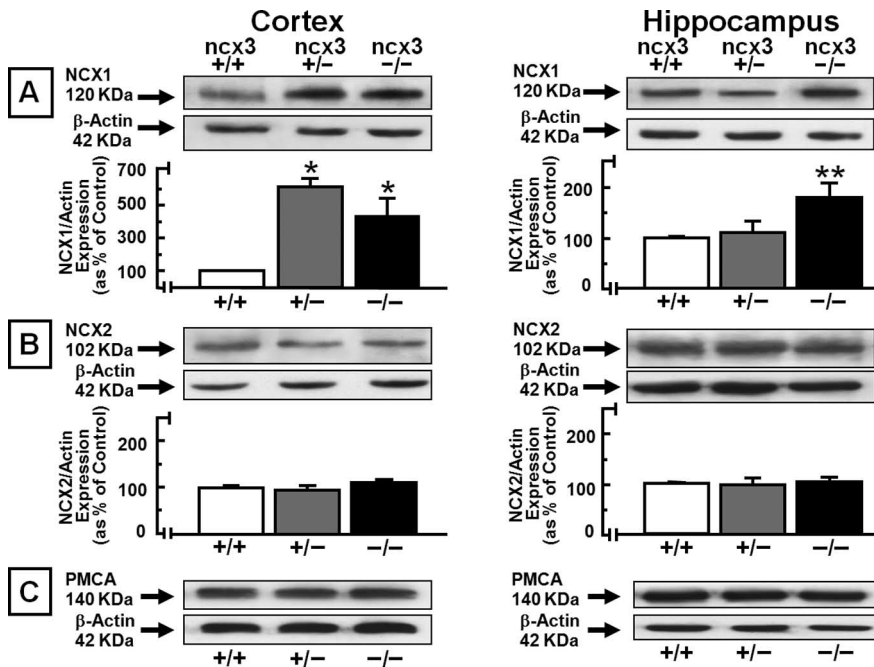 Cortex
ncx3 ncx3 ncx3
+/+ +/− −/−
A
NCX1
120 KDa
β-Actin
42 KDa
NCX1/Actin
Expression
(as % of Control)
700
500
300
100
*
*
+/+ +/− −/−
Hippocampus
ncx3 ncx3 ncx3
+/+ +/− −/−
NCX1
120 KDa
β-Actin
42 KDa
NCX1/Actin
Expression
(as % of Control)
200
100
0
**
+/+ +/− −/−
B
NCX2
102 KDa
β-Actin
42 KDa
NCX2/Actin
Expression
(as % of Control)
200
100
0
+/+ +/− −/−
NCX2
102 KDa
β-Actin
42 KDa
NCX2/Actin
Expression
(as % of Control)
200
100
0
+/+ +/− −/−
C
PMCA
140 KDa
β-Actin
42 KDa
+/+ +/− −/−
PMCA
140 KDa
β-Actin
42 KDa
+/+ +/− −/−